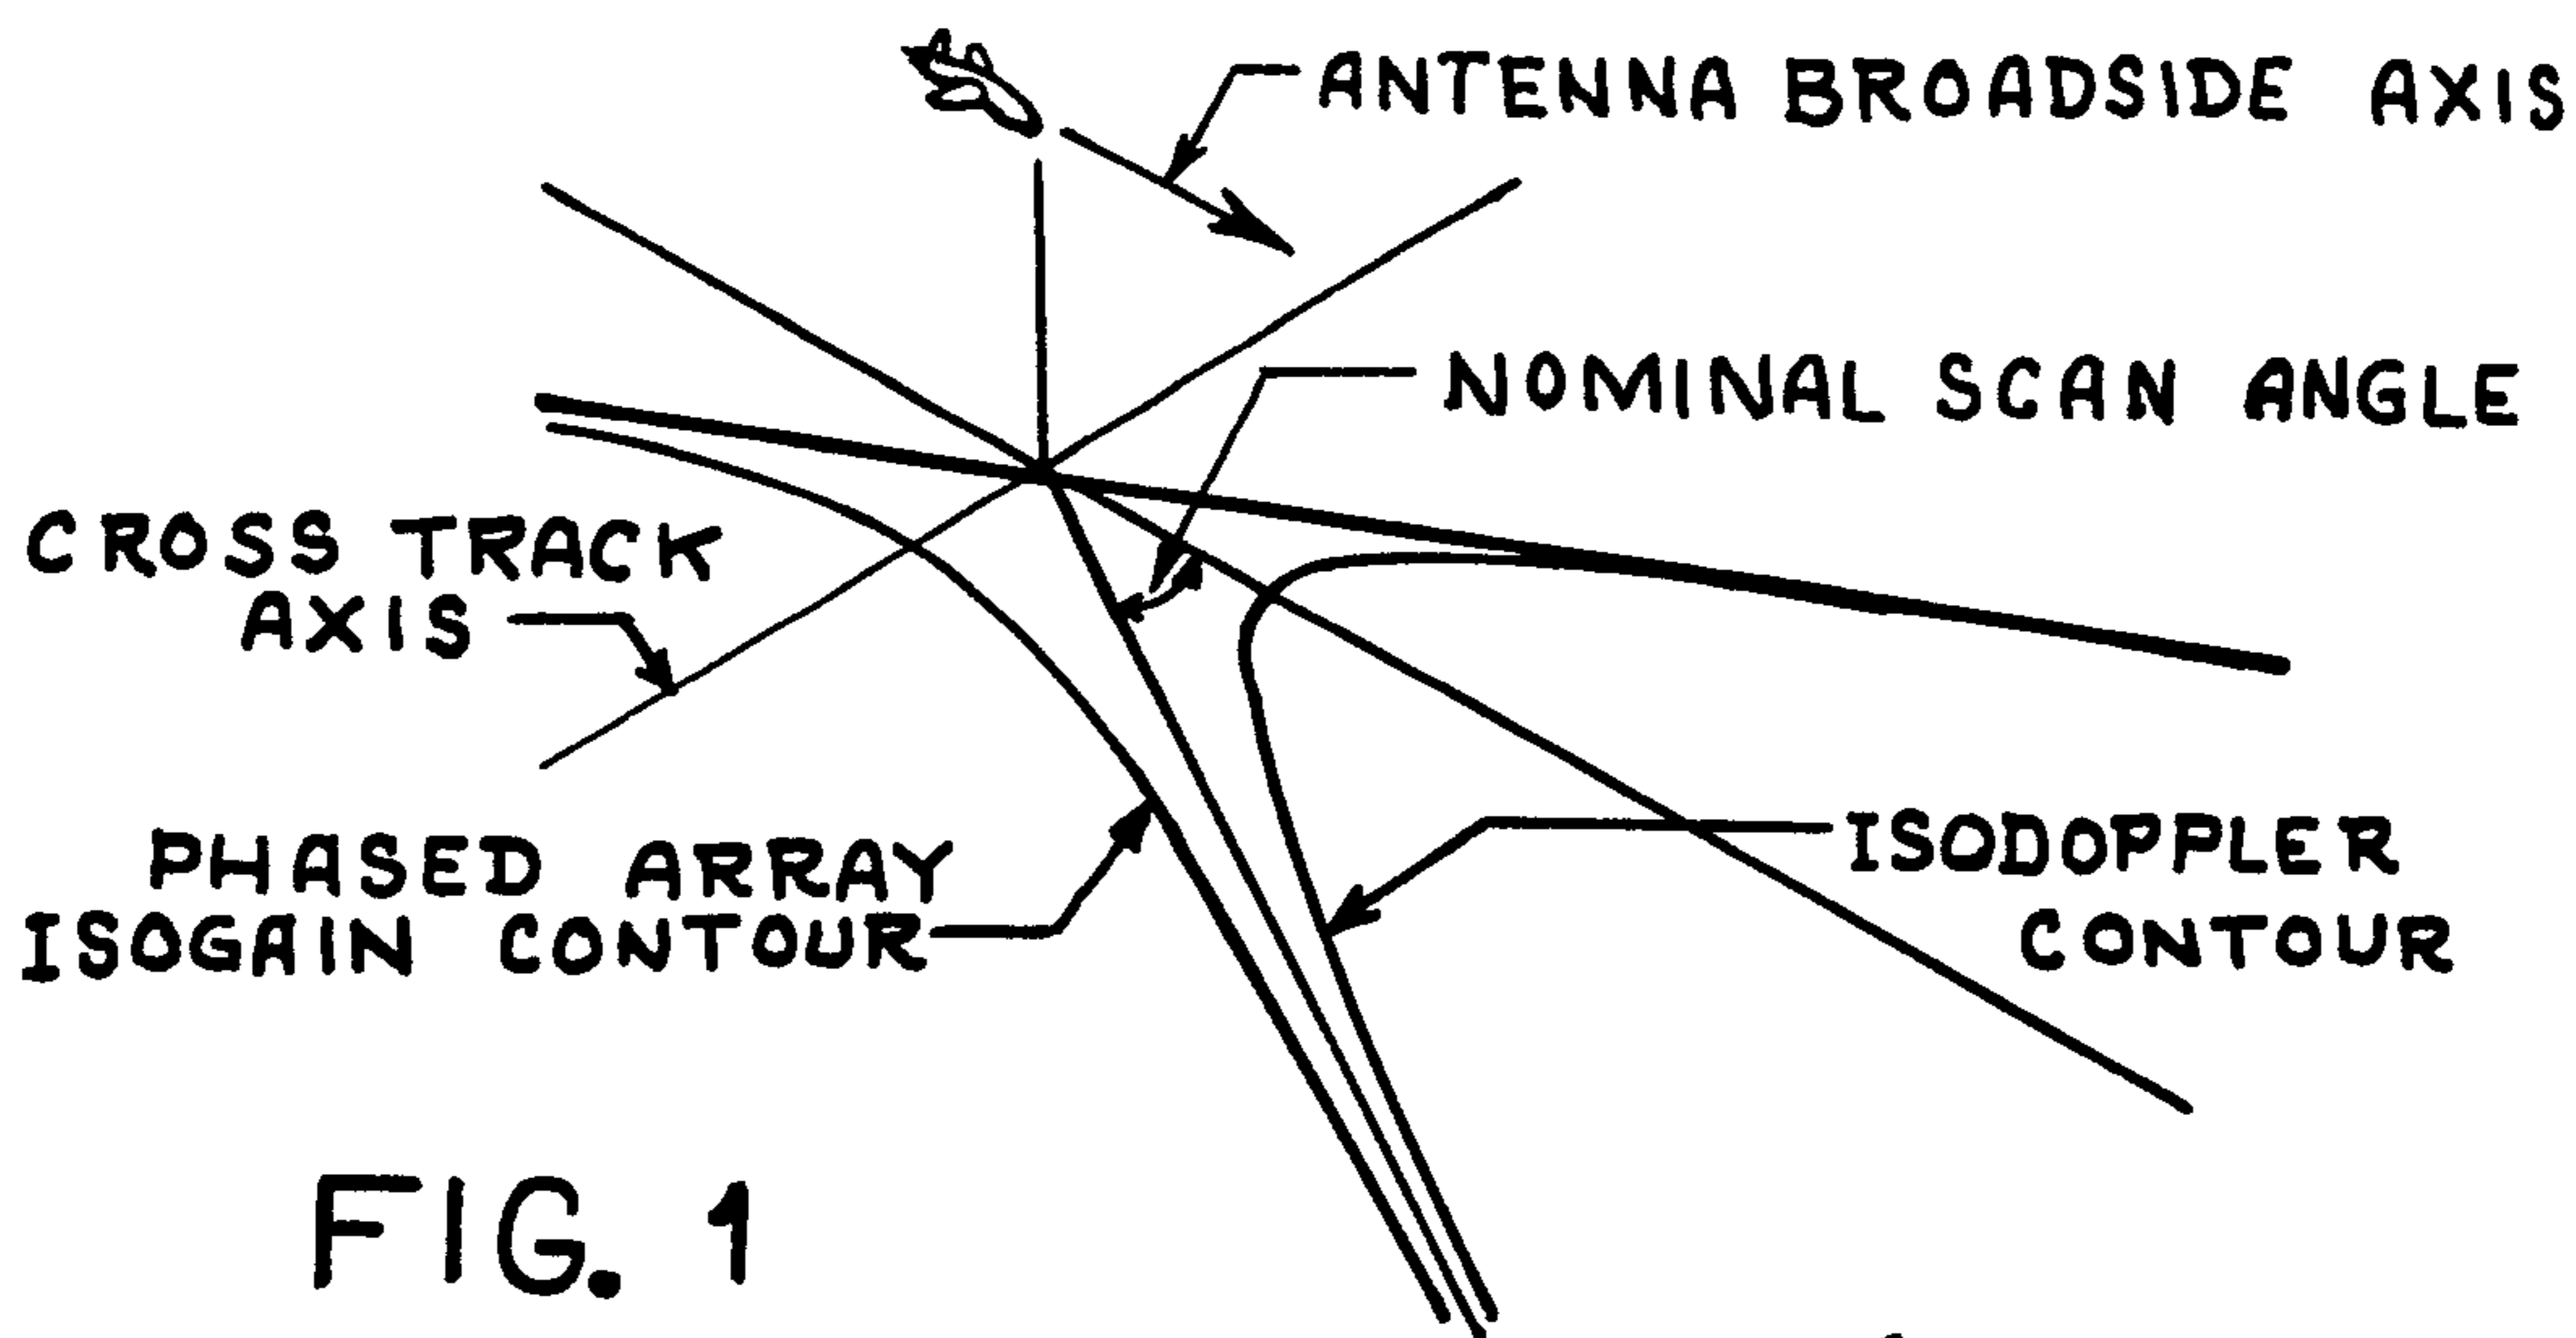 ANTENNA BROADSIDE AXIS
NOMINAL SCAN ANGLE
CROSS TRACK
AXIS
PHASED ARRAY
ISOGAIN CONTOUR
ISODOPPLER
CONTOUR
FIG. 1